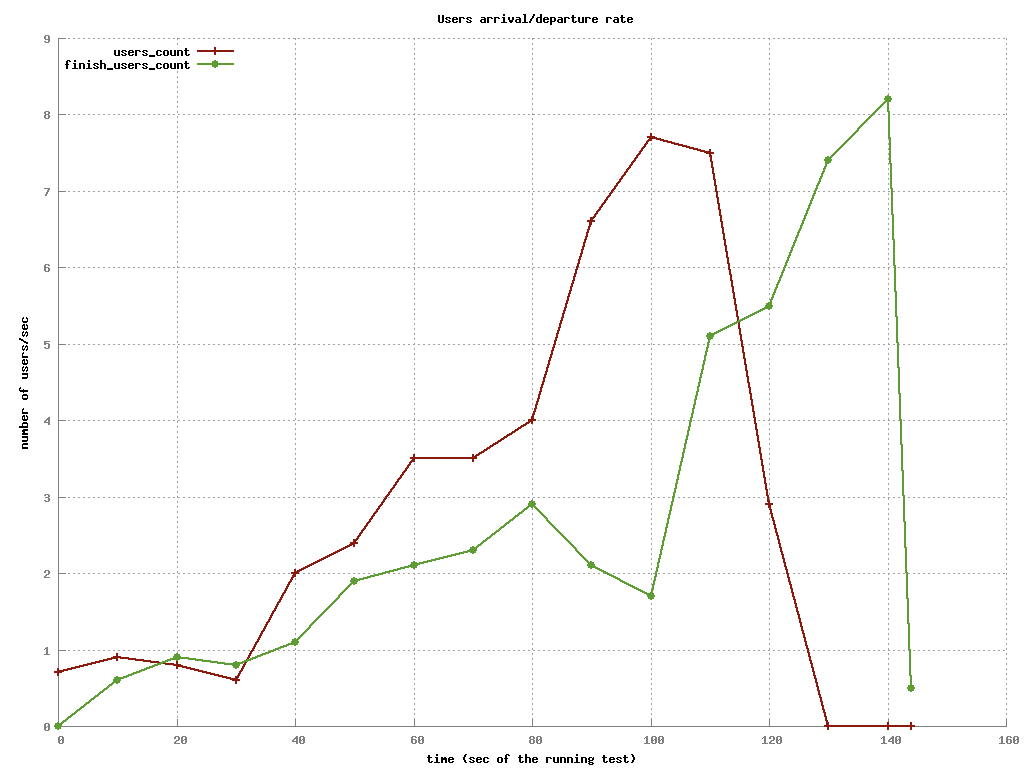 Users arrival/departure rate
users_count
finish_users_count
number of users/sec
9
8
7
6
5
4
3
2
1
0
0 20 40 60 80 100 120 140 160
time (sec of the running test)